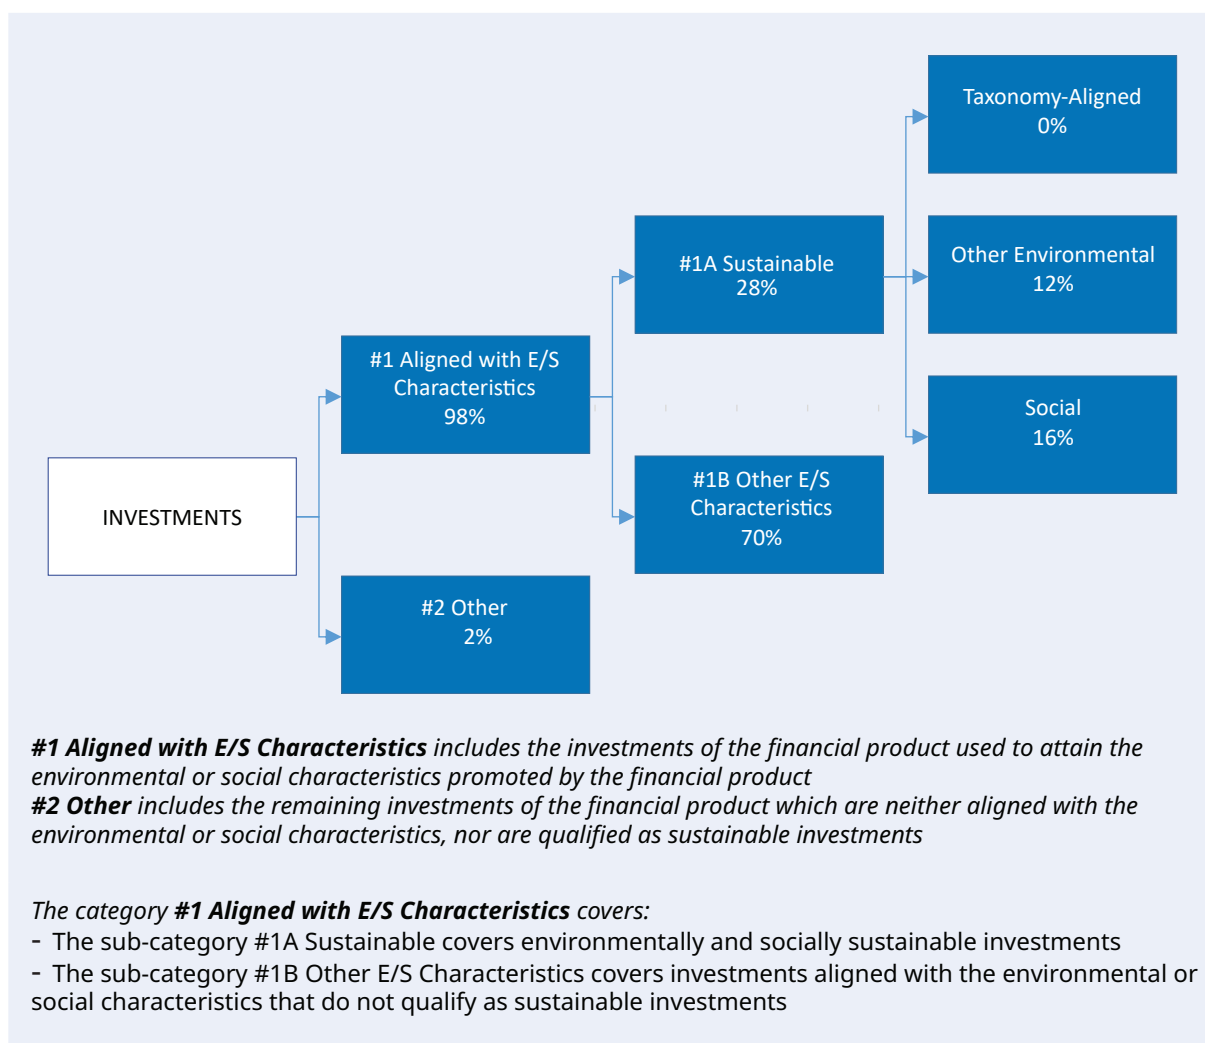 Taxonomy-Aligned
0%
#1A Sustainable
28%
Other Environmental
12%
#1 Aligned with E/S
Characteristics
98%
Social
16%
#1B Other E/S
Characteristics
70%
INVESTMENTS
#2 Other
2%
#1 Aligned with E/S Characteristics includes the investments of the financial product used to attain the
environmental or social characteristics promoted by the financial product
#2 Other includes the remaining investments of the financial product which are neither aligned with the
environmental or social characteristics, nor are qualified as sustainable investments
The category #1 Aligned with E/S Characteristics covers:
- The sub-category #1A Sustainable covers environmentally and socially sustainable investments
- The sub-category #1B Other E/S Characteristics covers investments aligned with the environmental or
social characteristics that do not qualify as sustainable investments